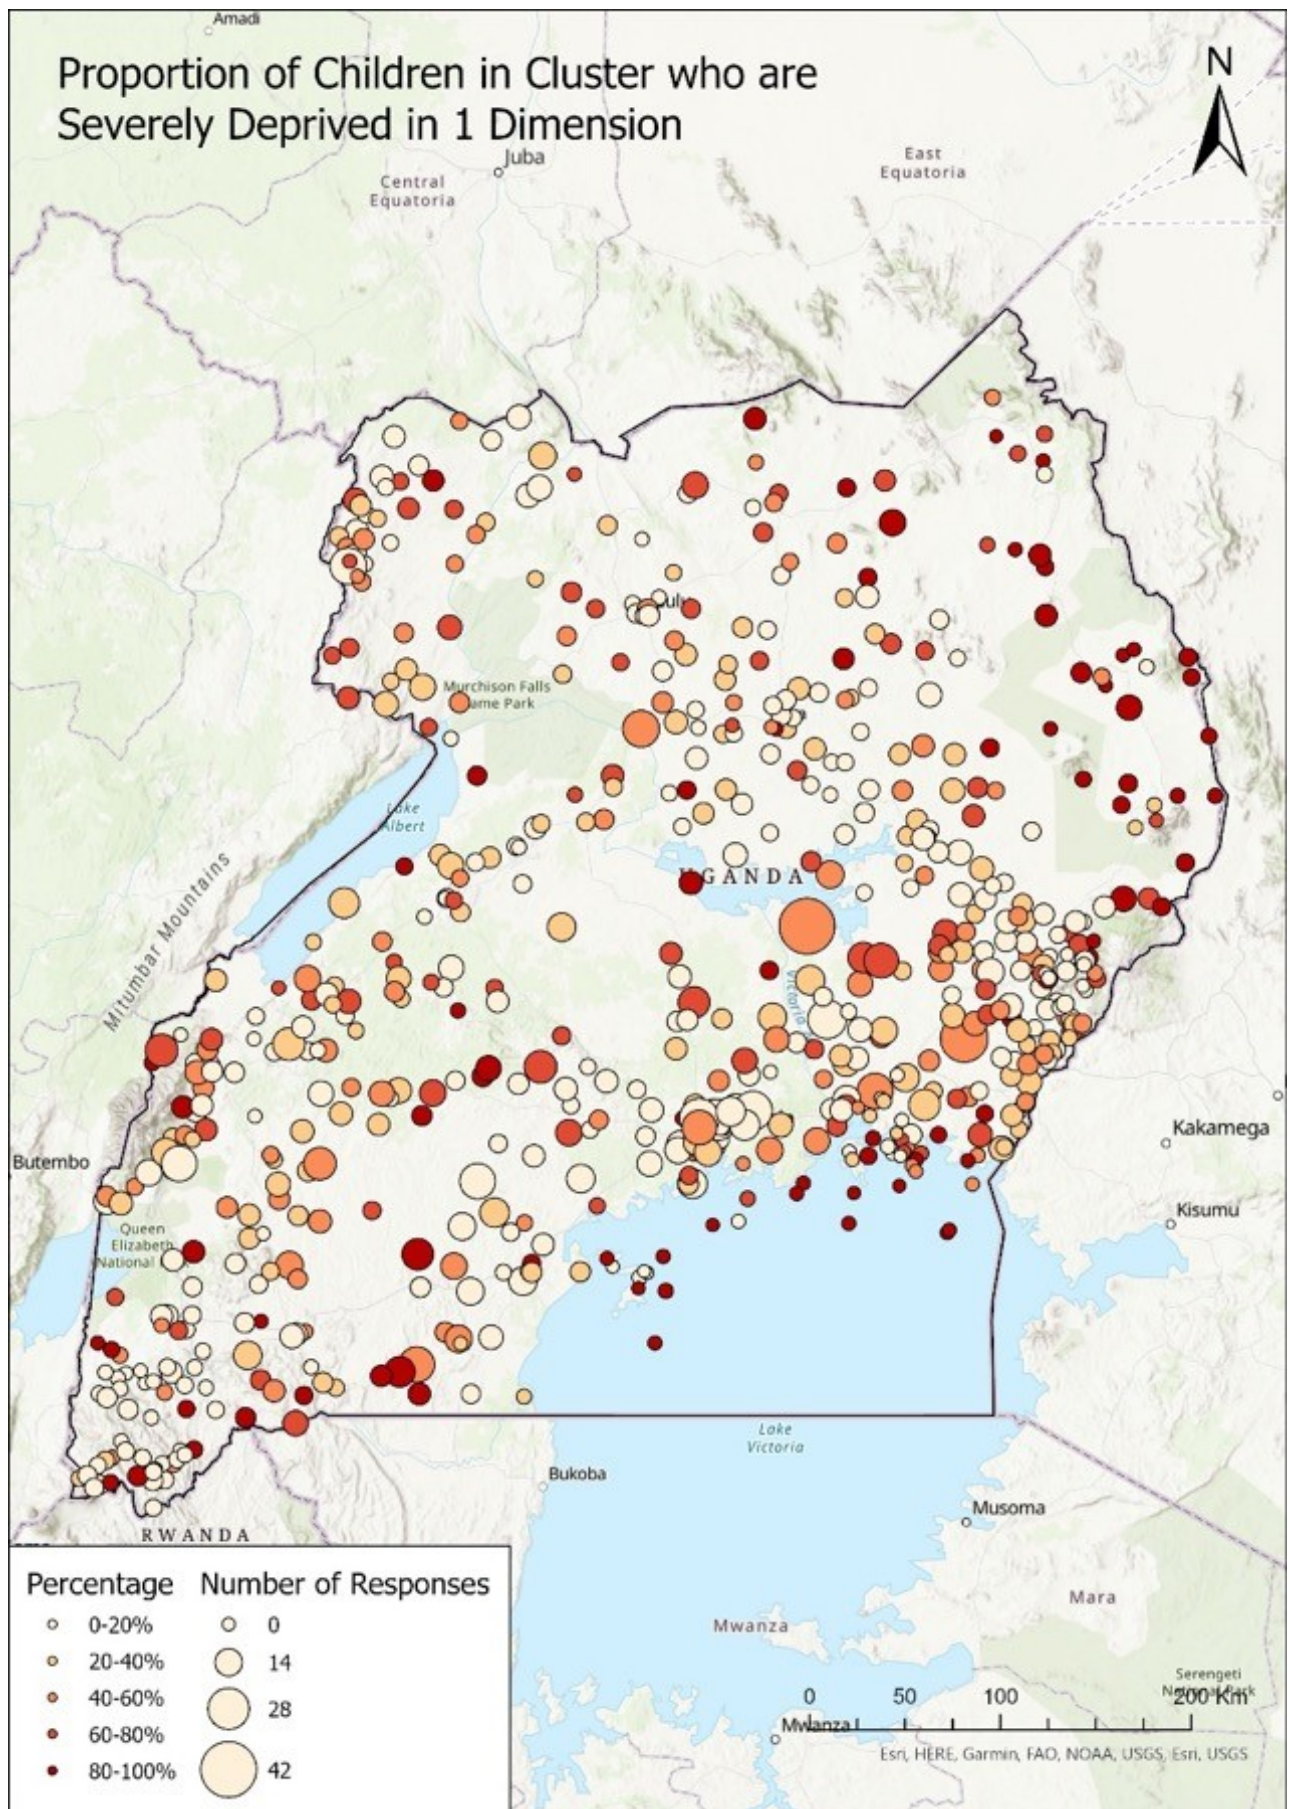 Amadi
Proportion of Children in Cluster who are
Severely Deprived in 1 Dimension
N
Juba
Central
Equatoria
East
Equatoria
Murchison Falls
ame Park
Lake
Albert
UGANDA
Mitumbar Mountains
Victoria
Kakamega
Butembo
Kisumu
Queen
Elizabeth
National
Lake
Victoria
Bukoba
Musoma
RWANDA
Percentage
0-20%
20-40%
40-60%
60-80%
80-100%
Number of Responses
0
14
28
42
Mara
Mwanza
Serengeti
National Park
0 50 100 200 Km
Mwanza
Esri, HERE, Garmin, FAO, NOAA, USGS, Esri, USGS